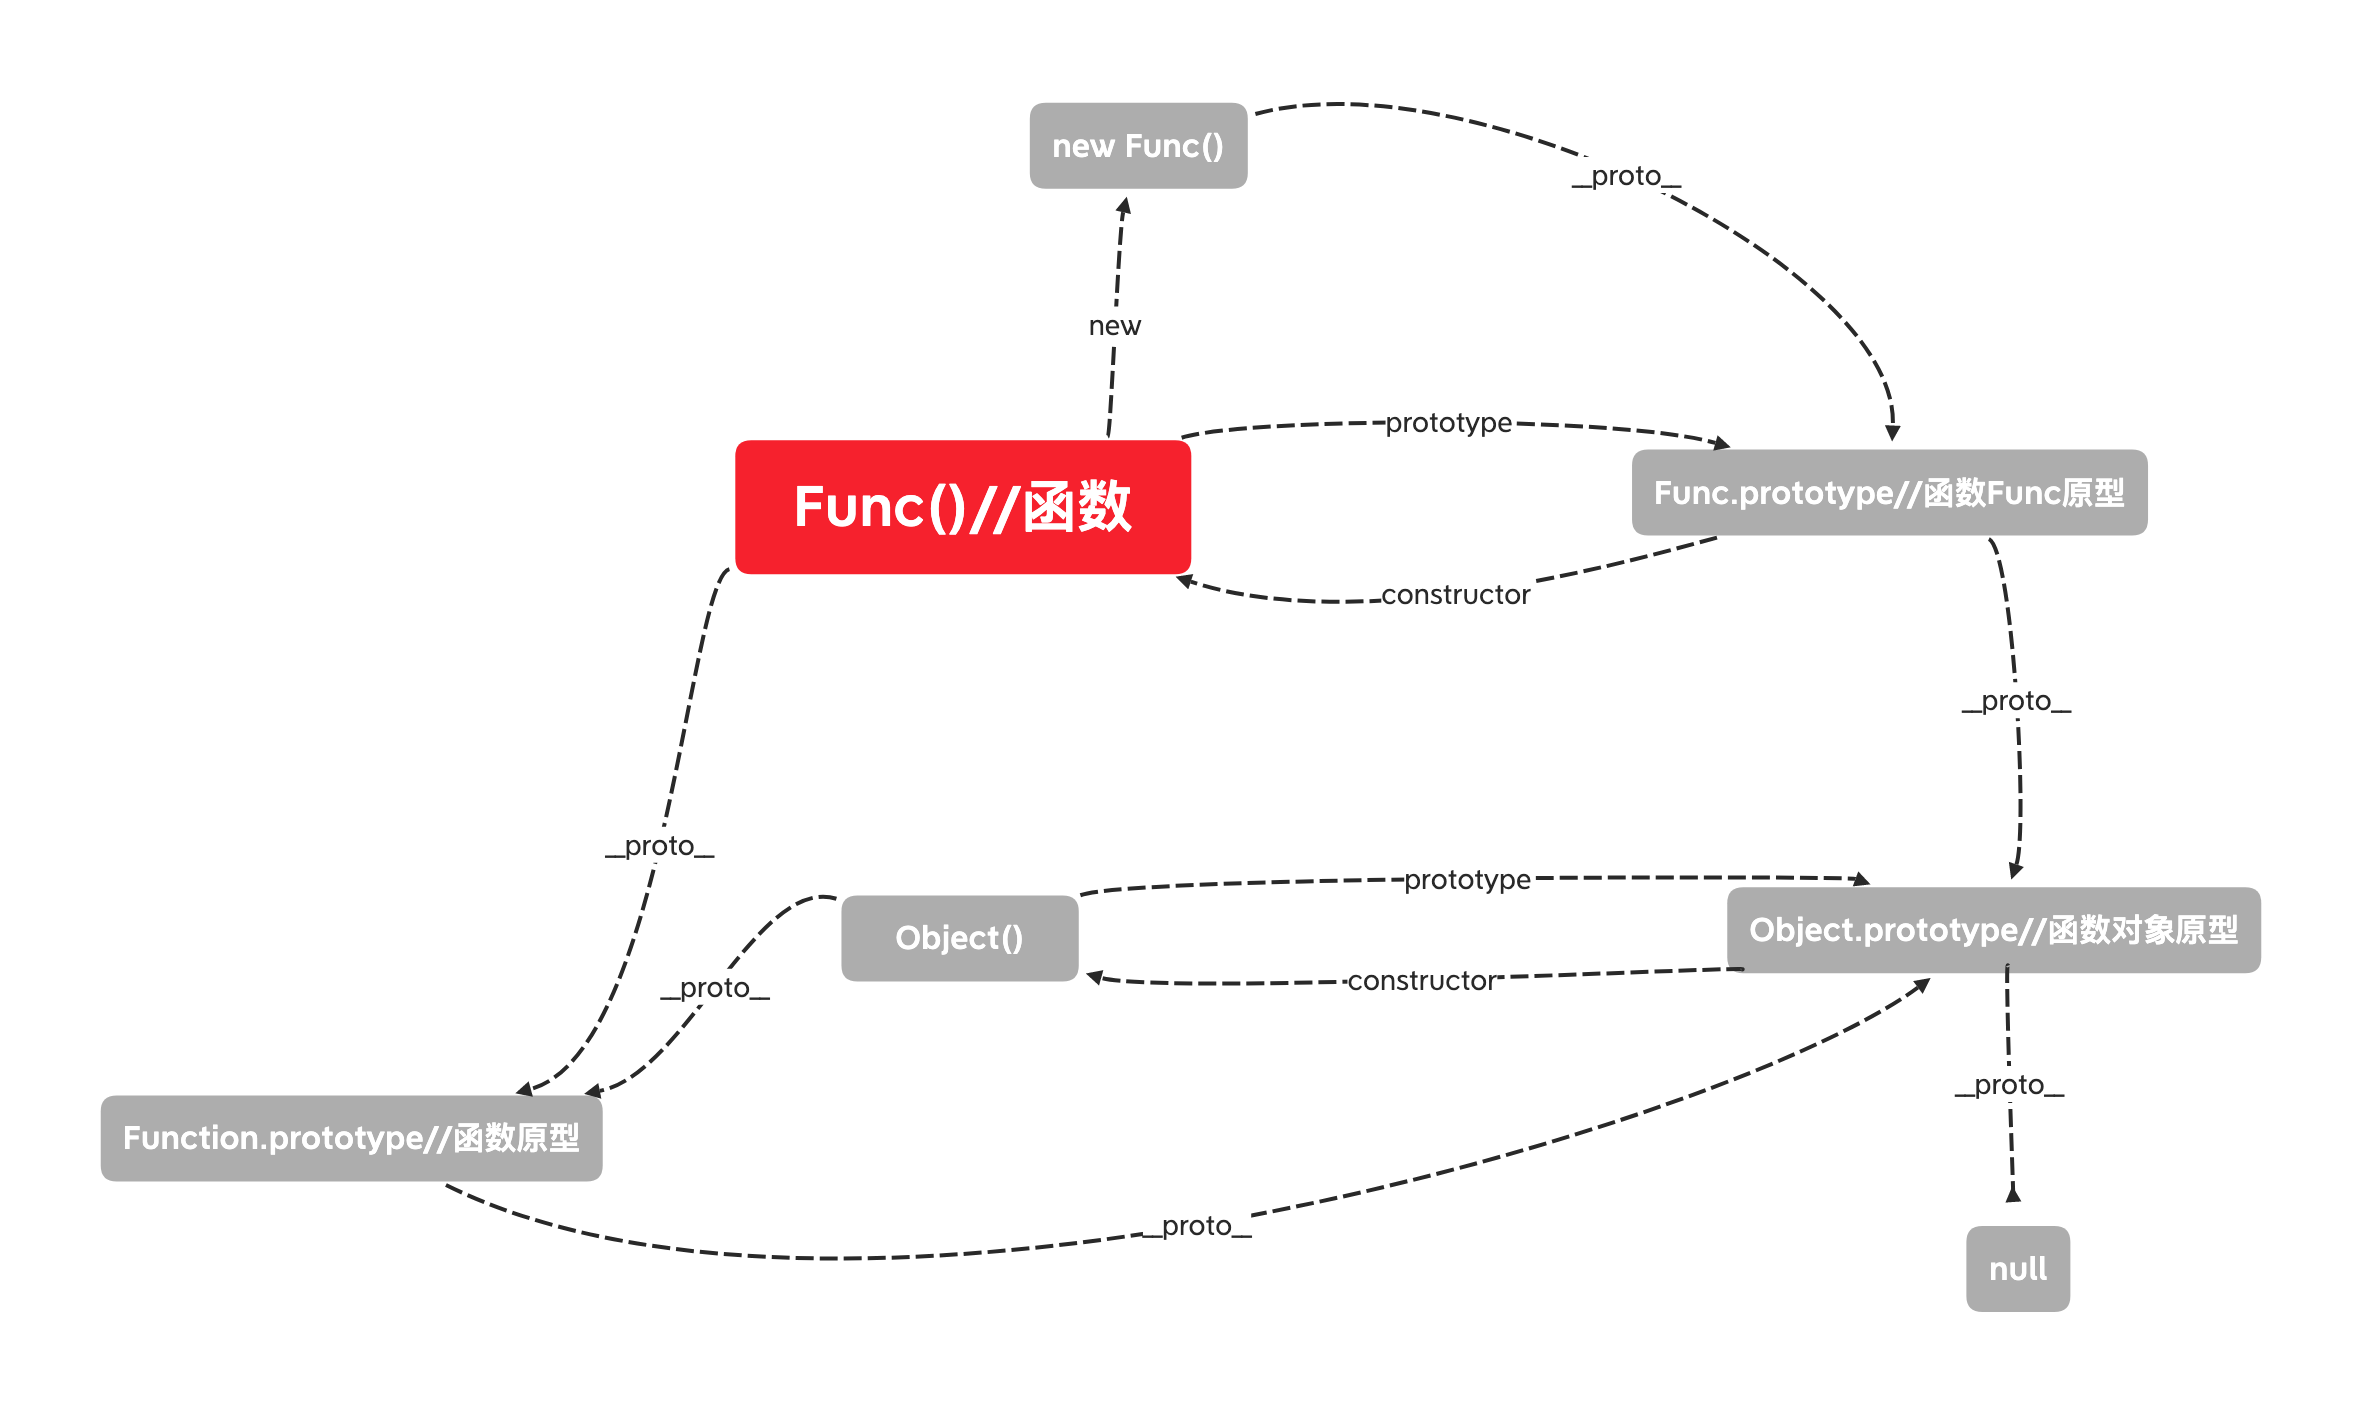 new Func()
__proto__
new
prototype
Func()//函数
Func.prototype//函数Func原型
constructor
__proto__
__proto__
prototype
Object()
Object.prototype//函数对象原型
constructor
__proto__
__proto__
Function.prototype//函数原型
__proto__
null